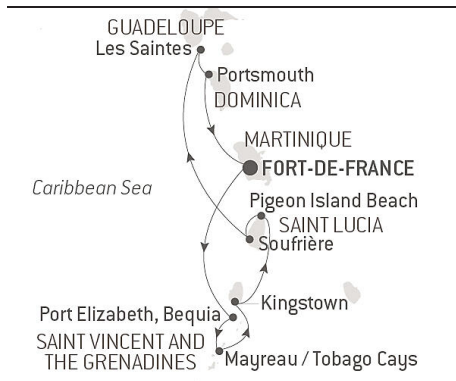 GUADELOUPE
Les Saintes
Portsmouth
DOMINICA
MARTINIQUE
FORT-DE-FRANCE
Caribbean Sea
Pigeon Island Beach
SAINT LUCIA
Soufrière
Kingstown
Port Elizabeth, Bequia
SAINT VINCENT AND
THE GRENADINES
Mayreau / Tobago Cays